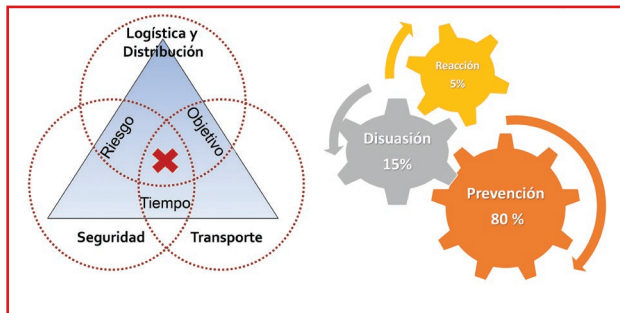 Logística y
Distribución
Riesgo
Objetivo
Tiempo
Seguridad
Transporte
Reacción
5%
Disuasión
15%
Prevención
80 %